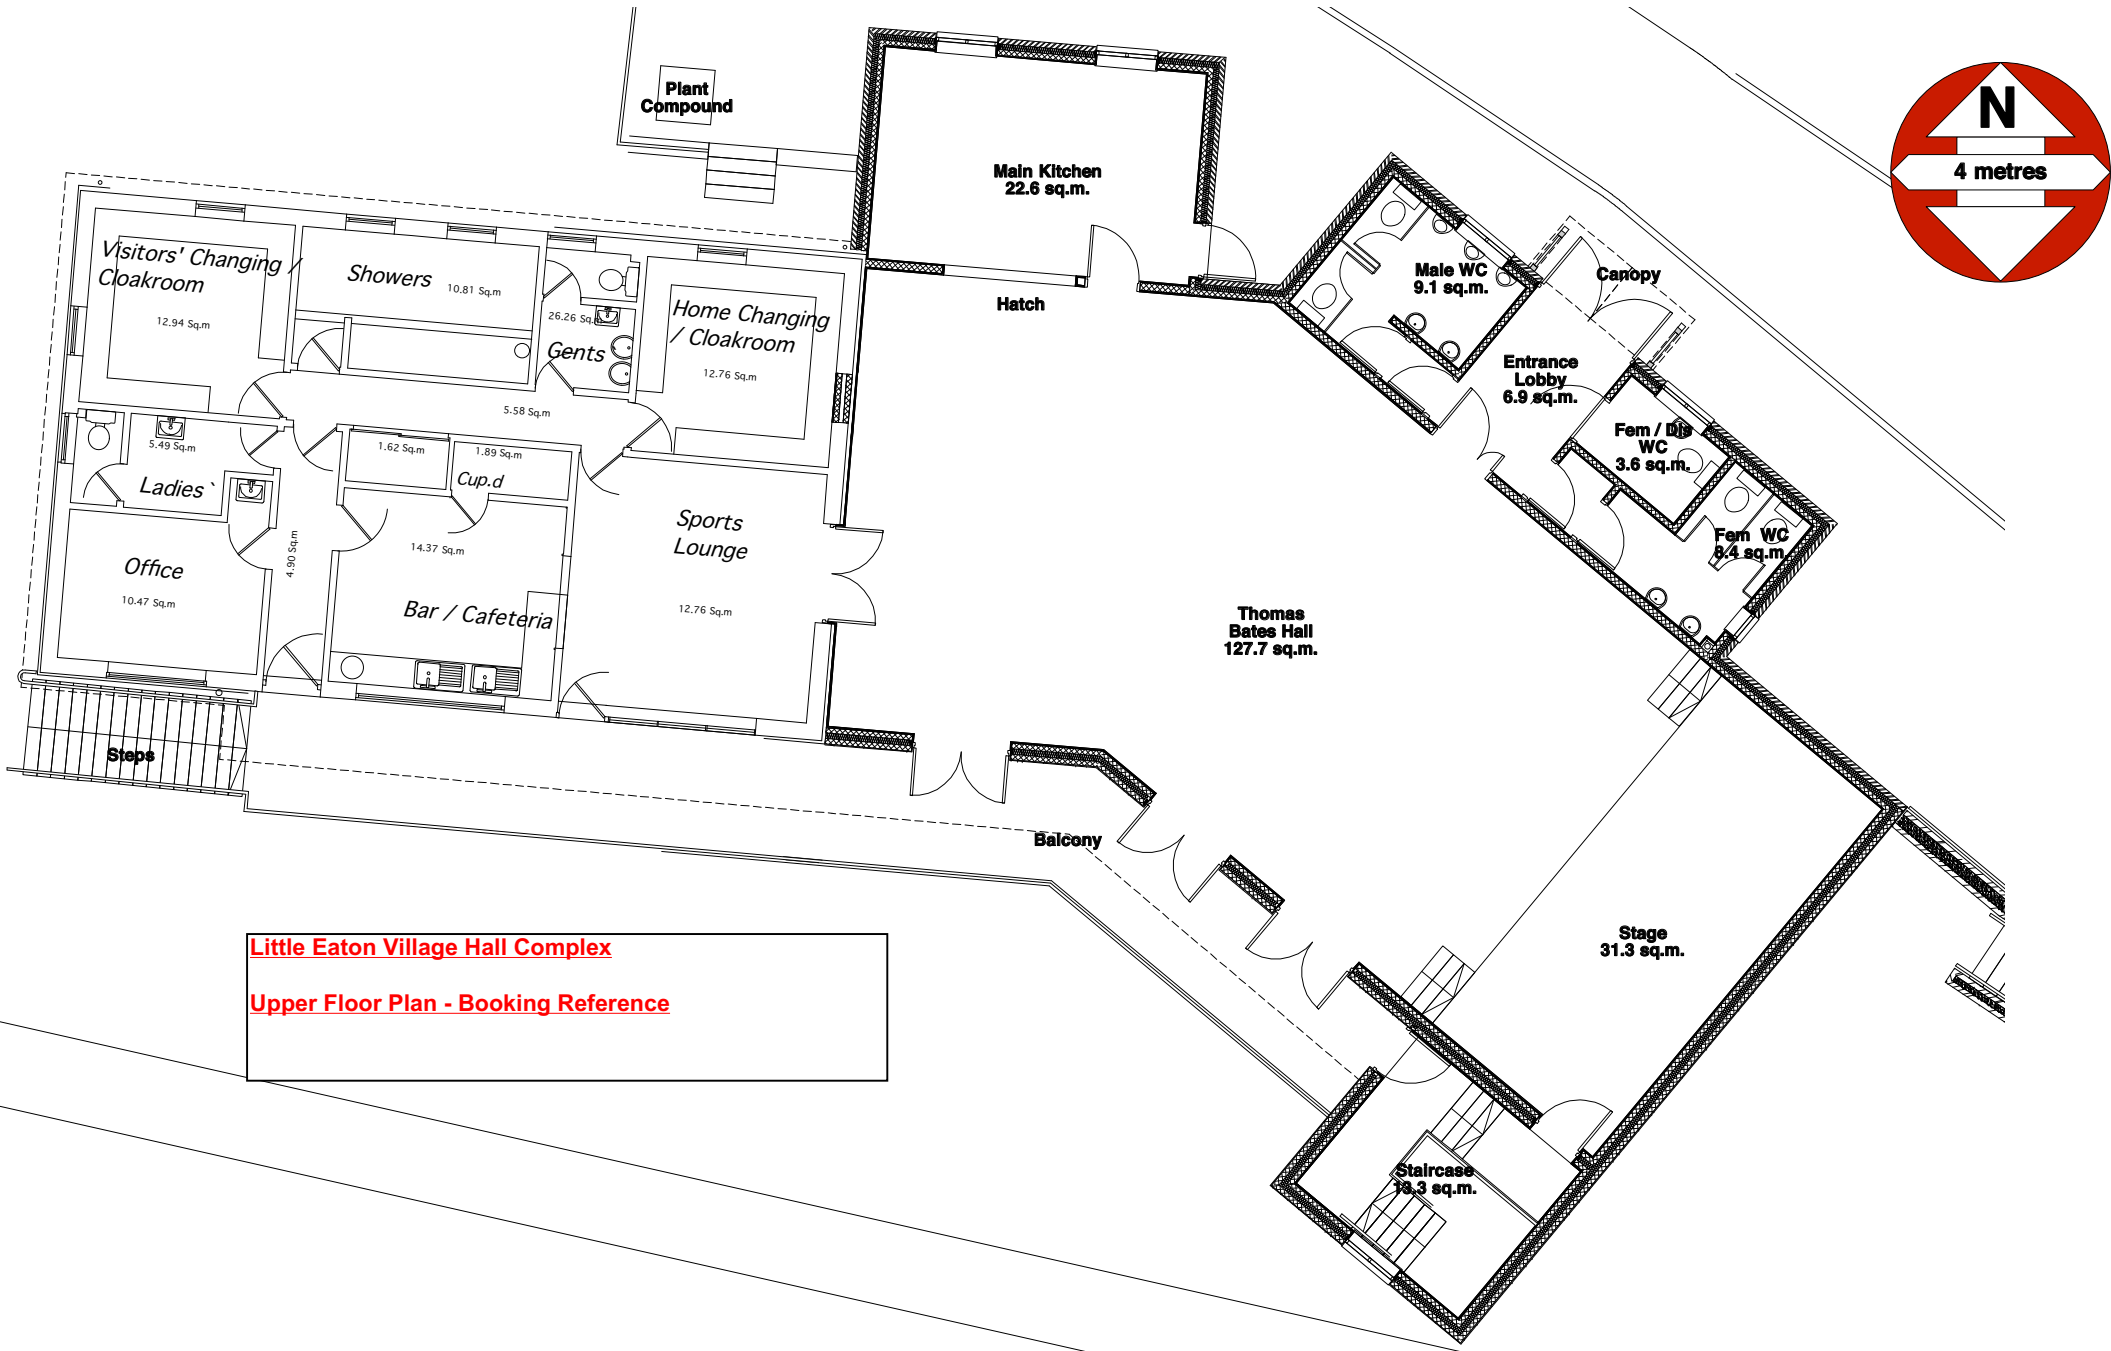 Plant
Compound
N
4 metres
Main Kitchen
22.6 sq.m.
Hatch
Male WC
9.1 sq.m.
Canopy
Entrance
Lobby
6.9 sq.m.
Fem / Dis
WC
3.6 sq.m.
Fem WC
8.4 sq.m.
Visitors' Changing /
Cloakroom
12.94 Sq.m
Showers
10.81 Sq.m
26.26 Sq.m
Gents
Home Changing
/ Cloakroom
12.76 Sq.m
5.58 Sq.m
5.49 Sq.m
Ladies`
1.62 Sq.m
1.89 Sq.m
Cup.d
Office
10.47 Sq.m
4.90 Sq.m
14.37 Sq.m
Bar / Cafeteria
Sports
Lounge
12.76 Sq.m
Thomas
Bates Hall
127.7 sq.m.
Steps
Balcony
Stage
31.3 sq.m.
Staircase
13.3 sq.m.
Little Eaton Village Hall Complex
Upper Floor Plan - Booking Reference